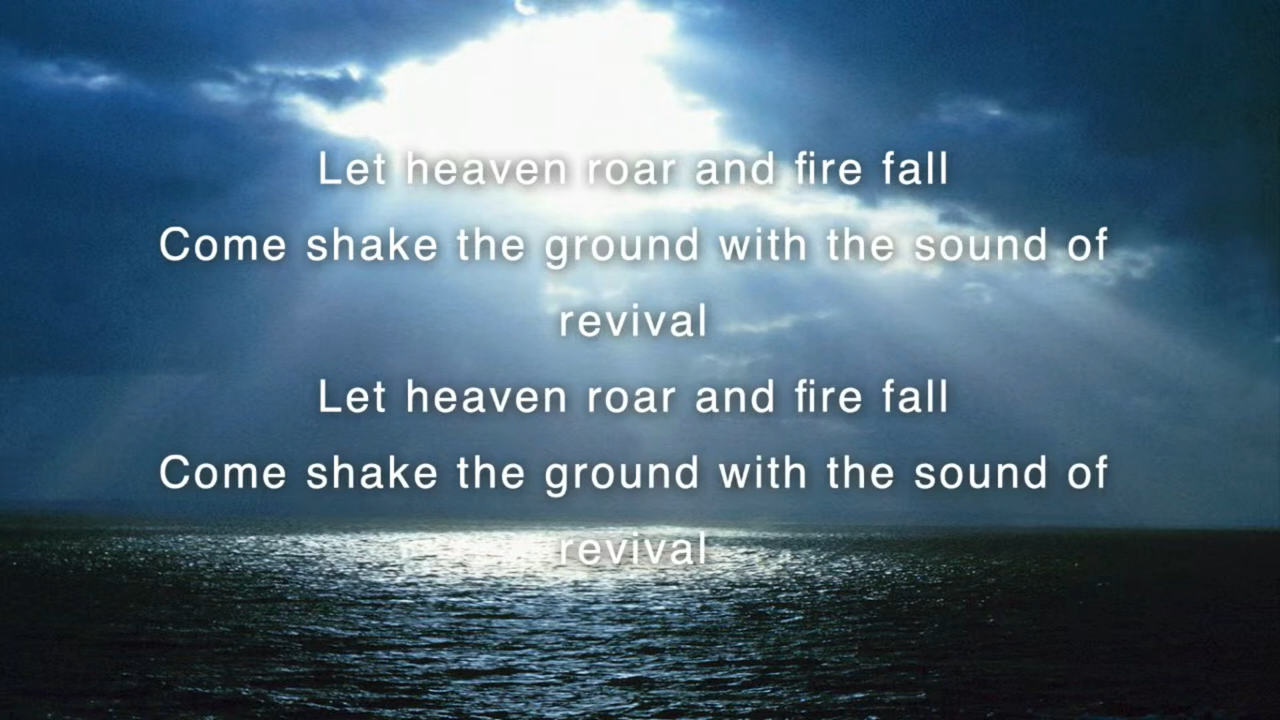 Let heaven roar and fire fall
Come shake the ground with the sound of
revival
Let heaven roar and fire fall
Come shake the ground with the sound of
revival